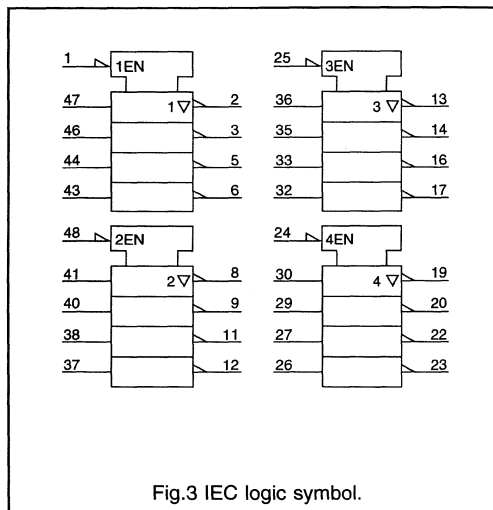 1 1EN
47 1 ▽ 2
46 3
44 5
43 6
25 3EN
36 3 ▽ 13
35 14
33 16
32 17
48 2EN
41 2 ▽ 8
40 9
38 11
37 12
24 4EN
30 4 ▽ 19
29 20
27 22
26 23
Fig.3 IEC logic symbol.